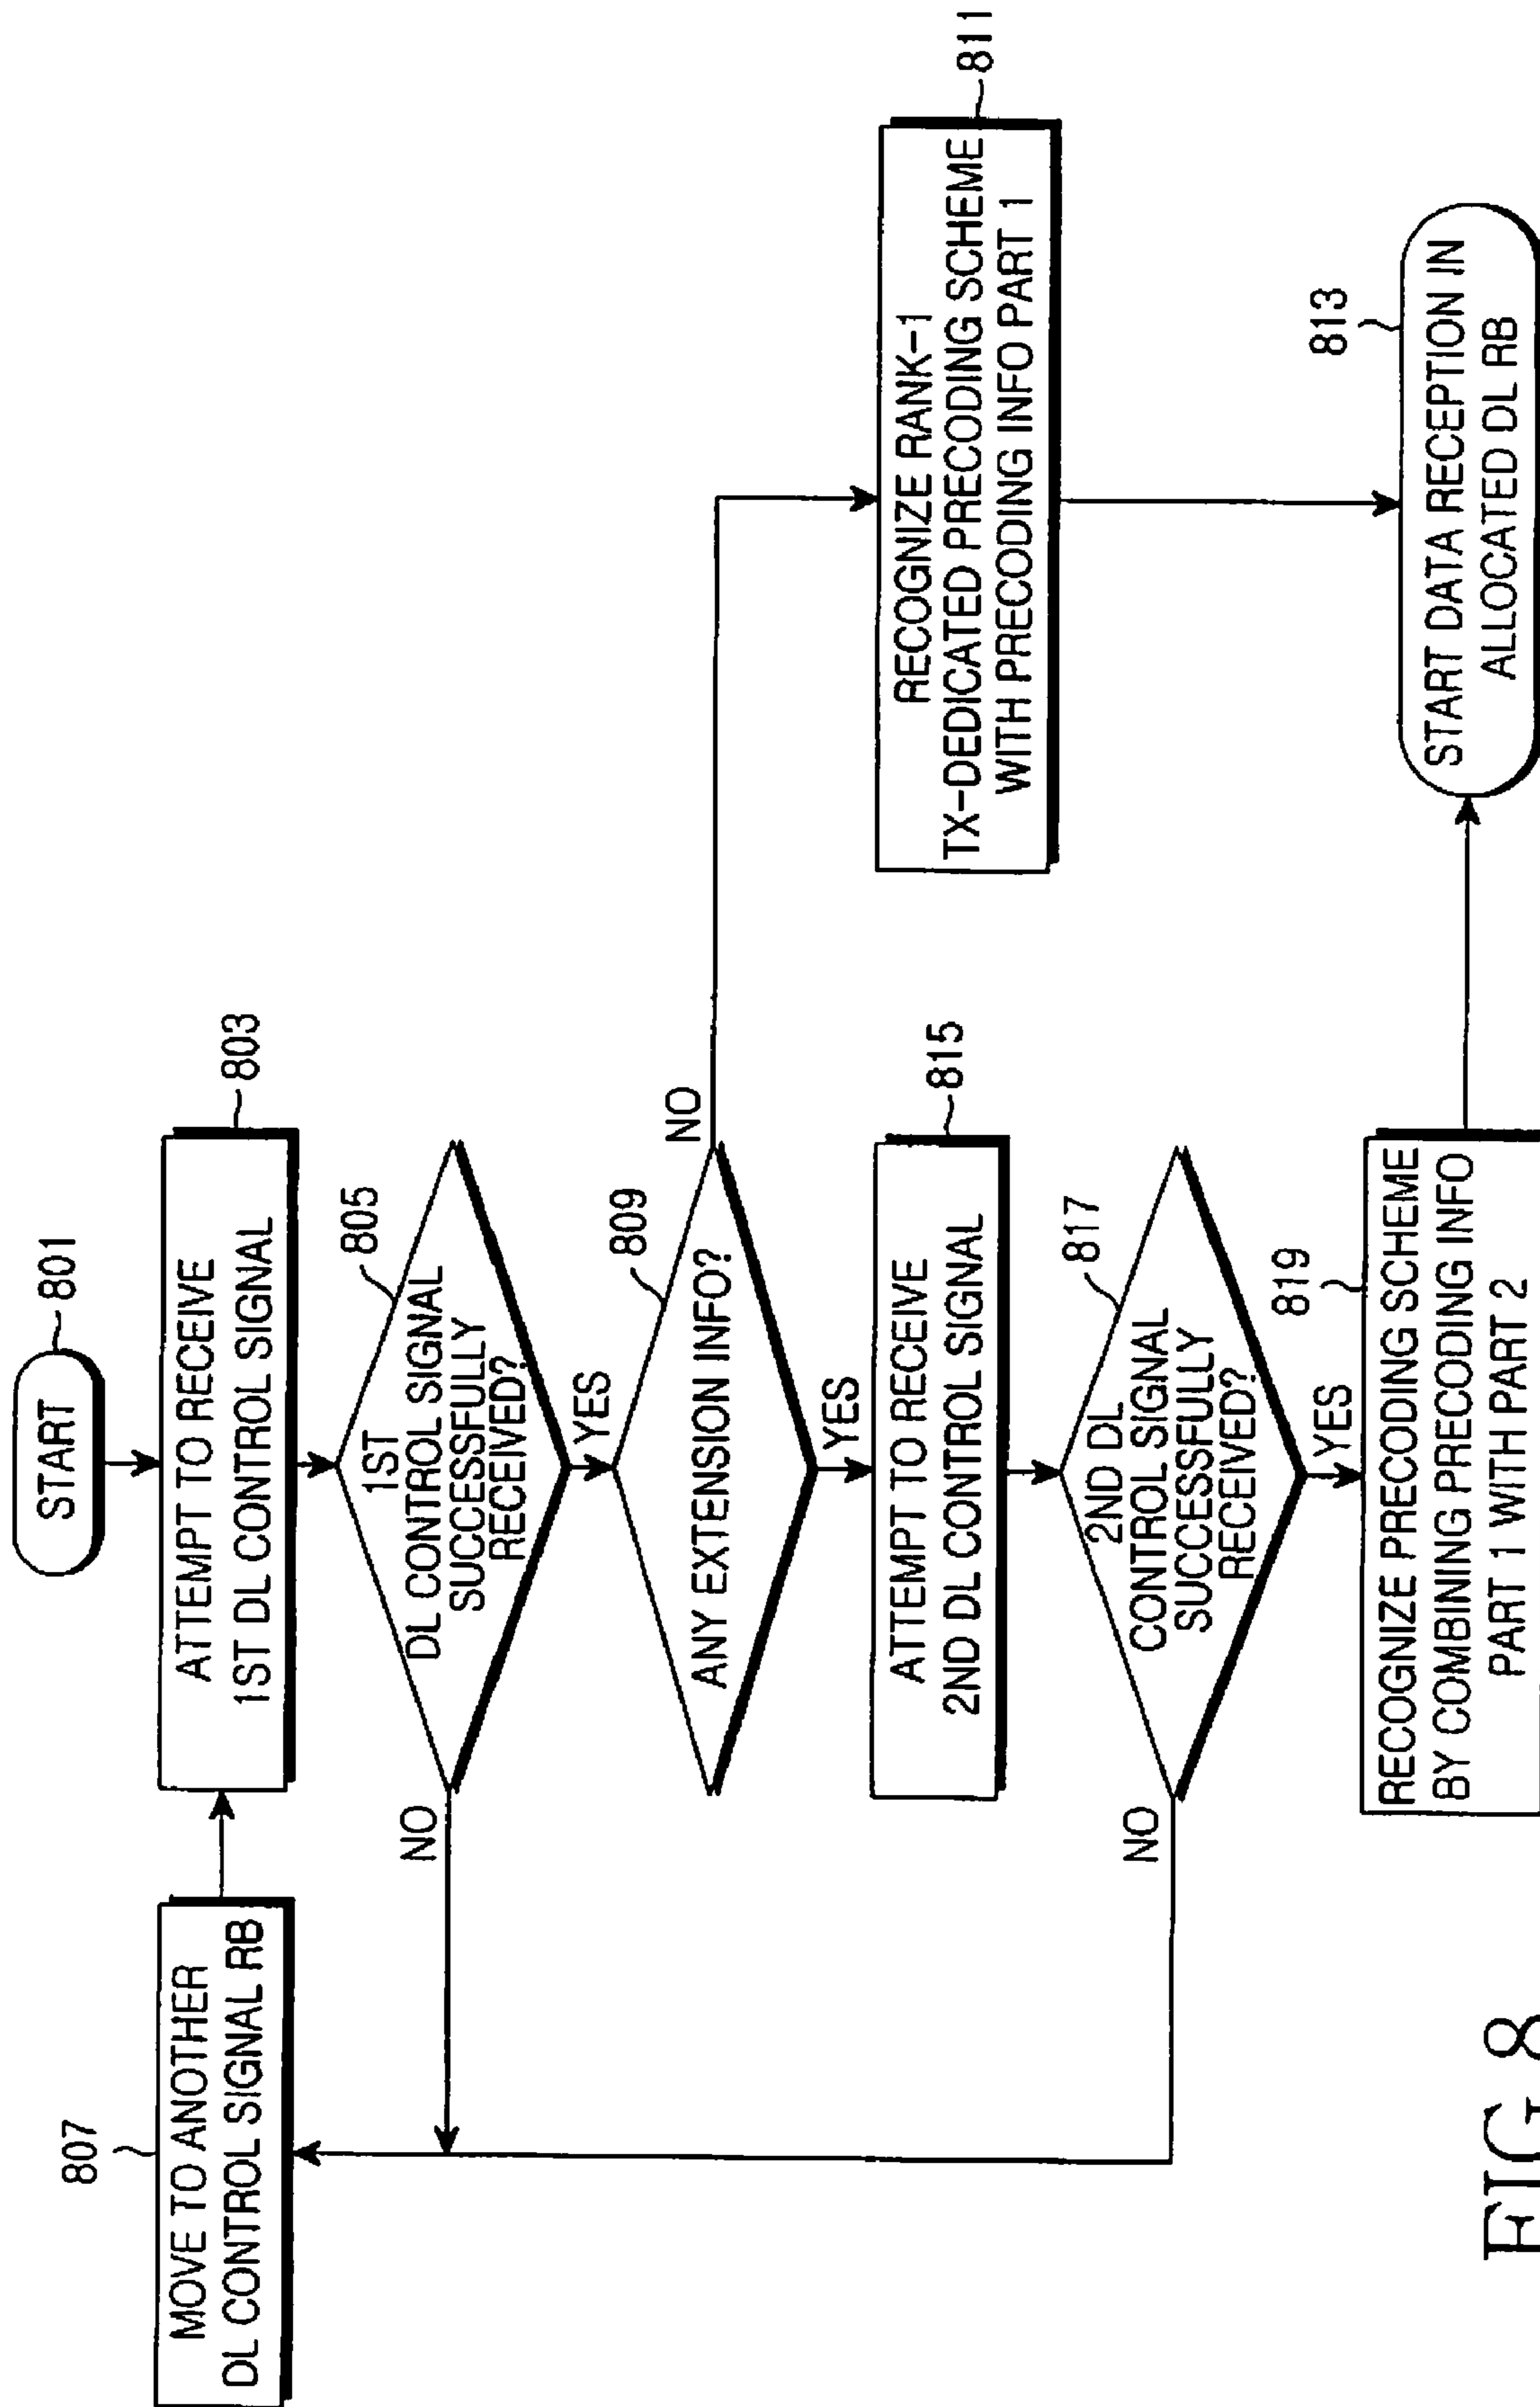 START
801
ATTEMPT TO RECEIVE
1ST DL CONTROL SIGNAL
803
MOVE TO ANOTHER
DL CONTROL SIGNAL RB
807
1ST
DL CONTROL SIGNAL
SUCCESSFULLY
RECEIVED?
805
NO
YES
ANY EXTENSION INFO?
809
NO
YES
RECOGNIZE RANK-1
TX-DEDICATED PRECODING SCHEME
WITH PRECODING INFO PART 1
811
ATTEMPT TO RECEIVE
2ND DL CONTROL SIGNAL
815
2ND DL
CONTROL SIGNAL
SUCCESSFULLY
RECEIVED?
817
NO
YES
RECOGNIZE PRECODING SCHEME
BY COMBINING PRECODING INFO
PART 1 WITH PART 2
819
START DATA RECEPTION IN
ALLOCATED DL RB
813
FIG.8